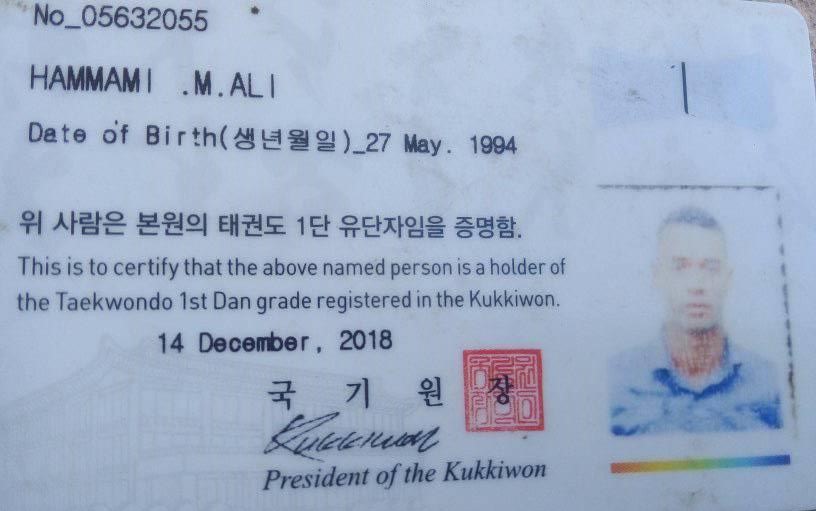 No_05632055
HAMMAMI .M.ALI
Date of Birth(생년월일)_27 May. 1994
위 사람은 본원의 태권도 1단 유단자임을 증명함.
This is to certify that the above named person is a holder of
the Taekwondo 1st Dan grade registered in the Kukkiwon.
14 December, 2018
국 기 원 장
Kukkiwon
President of the Kukkiwon